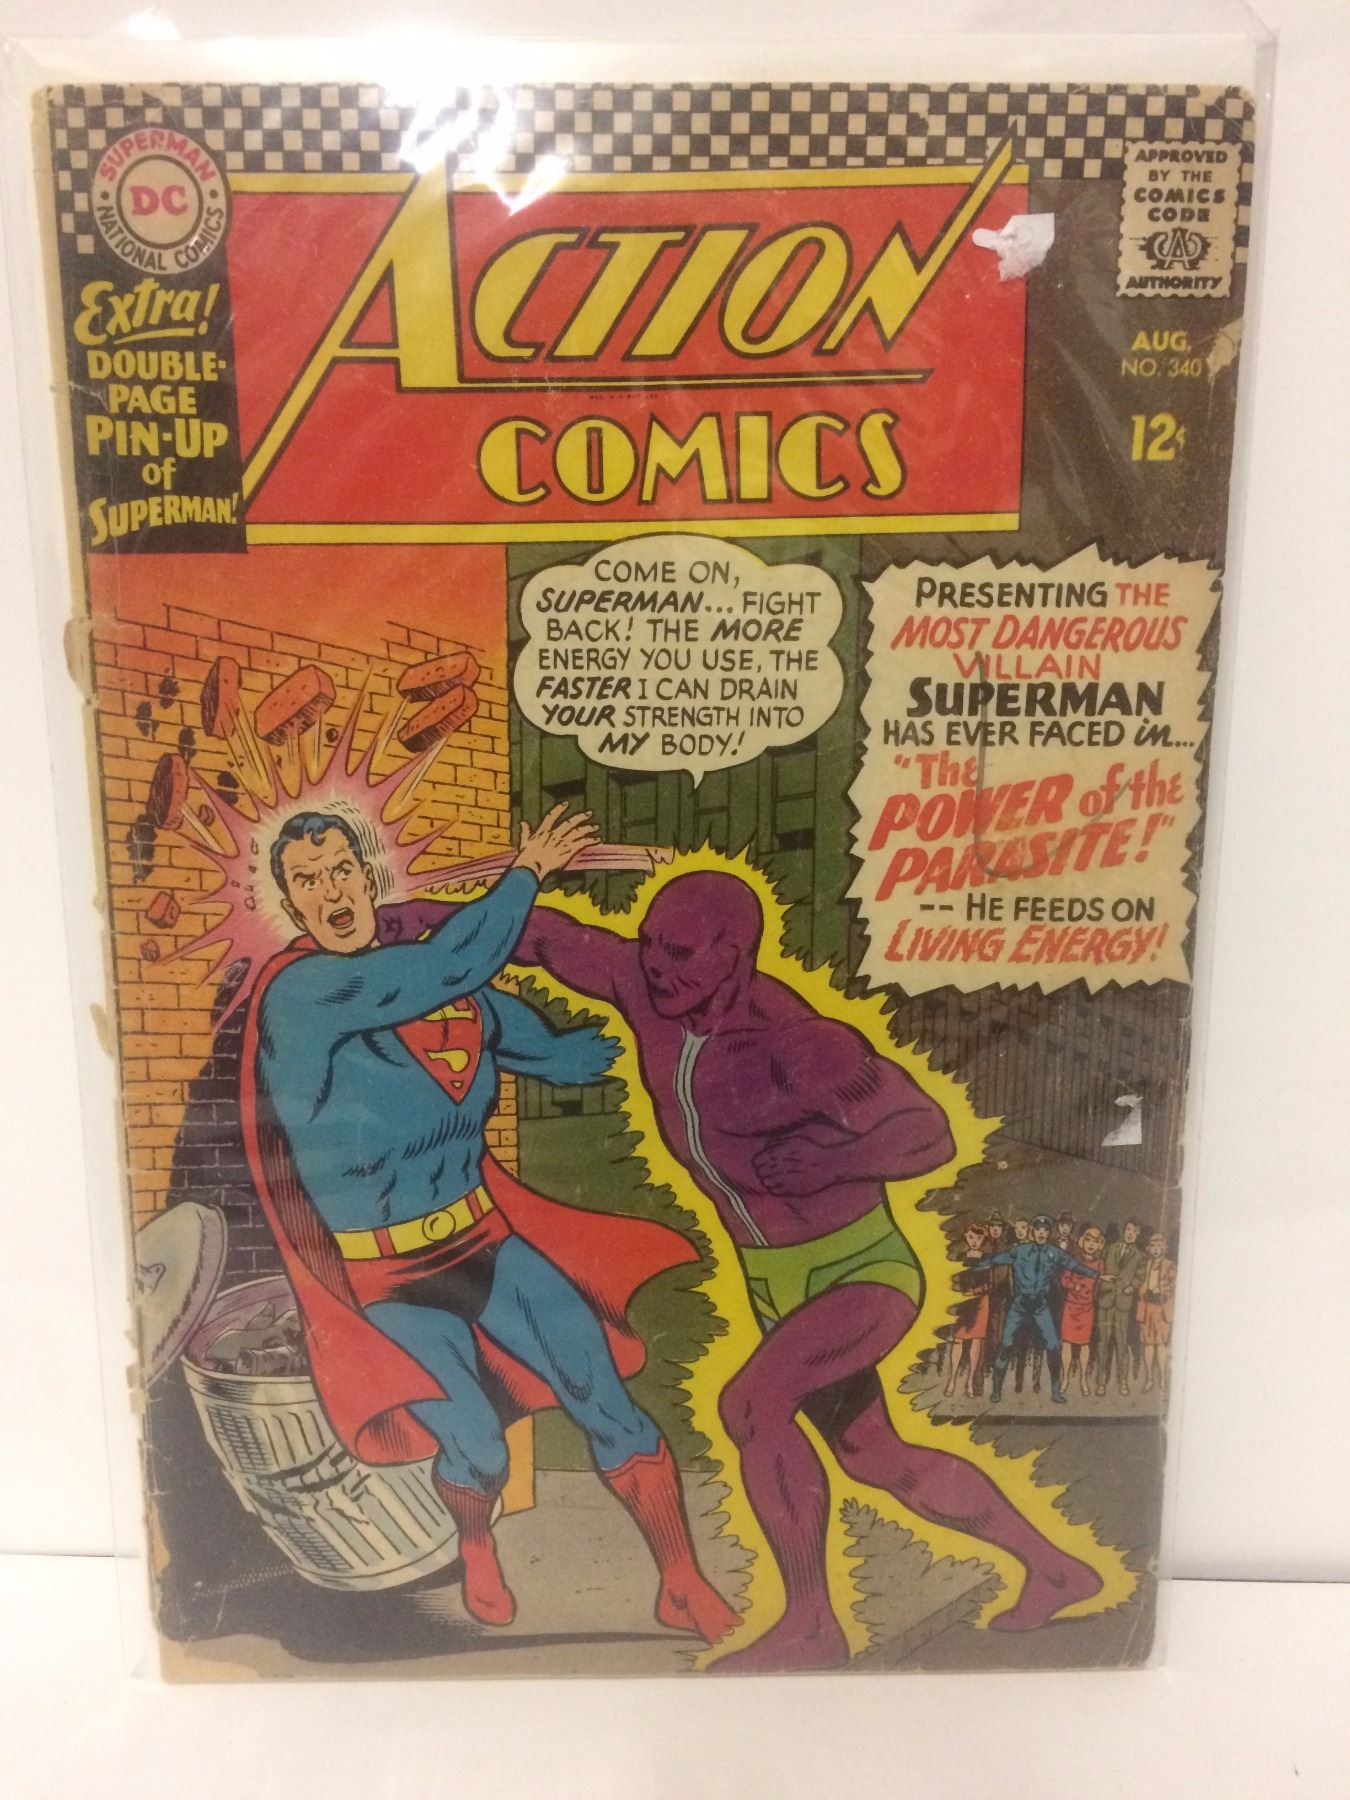 SUPERMAN
DC
NATIONAL COMICS
Extra!
DOUBLE-
PAGE
PIN-UP
of
SUPERMAN!
ACTION
COMICS
APPROVED
BY THE
COMICS
CODE
AUTHORITY
AUG.
NO. 340
12¢
COME ON,
SUPERMAN... FIGHT
BACK! THE MORE
ENERGY YOU USE, THE
FASTER I CAN DRAIN
YOUR STRENGTH INTO
MY BODY!
PRESENTING THE
MOST DANGEROUS
VILLAIN
SUPERMAN
HAS EVER FACED in...
"The
POWER of the
PARASITE!"
-- HE FEEDS ON
LIVING ENERGY!